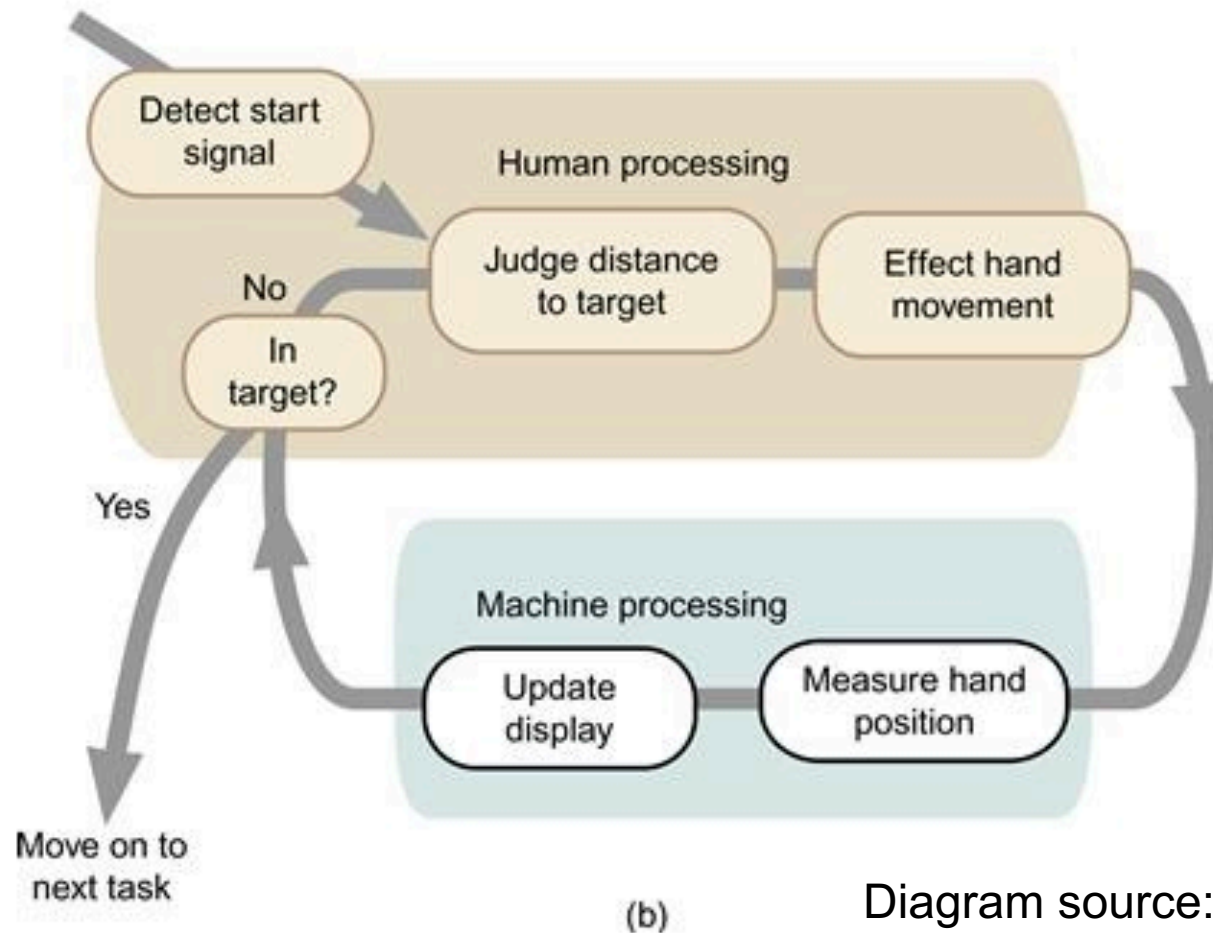 Detect start
signal
Human processing
Judge distance
to target
Effect hand
movement
No
In
target?
Yes
Machine processing
Update
display
Measure hand
position
Move on to
next task
(b)
Diagram source: